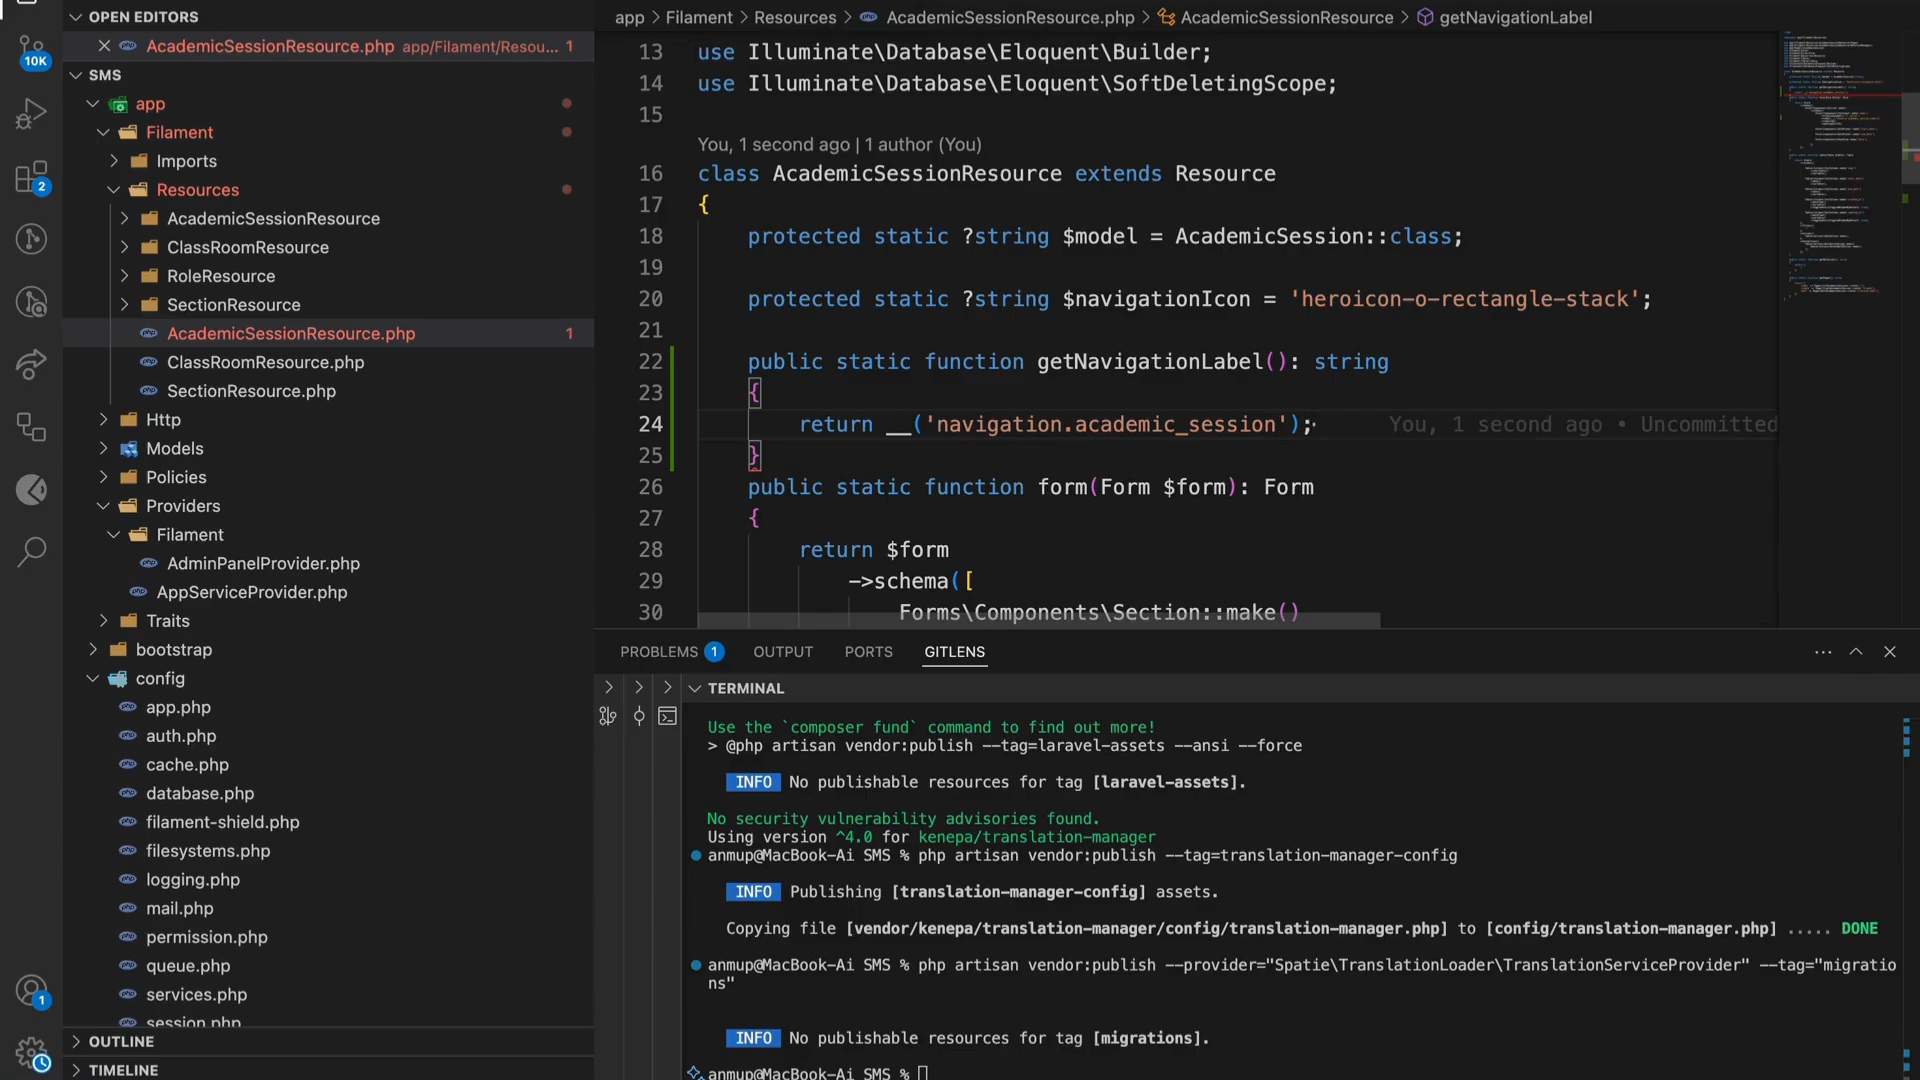 OPEN EDITORS
AcademicSessionResource.php app/Filament/Resou... 1
10K
SMS
app
Filament
Imports
Resources
2
AcademicSessionResource
ClassRoomResource
RoleResource
SectionResource
AcademicSessionResource.php 1
ClassRoomResource.php
SectionResource.php
Http
Models
Policies
Providers
Filament
AdminPanelProvider.php
AppServiceProvider.php
Traits
bootstrap
config
app.php
auth.php
cache.php
database.php
filament-shield.php
filesystems.php
logging.php
mail.php
permission.php
queue.php
services.php
1
session.php
OUTLINE
TIMELINE
app > Filament > Resources > AcademicSessionResource.php > AcademicSessionResource > getNavigationLabel
13 use Illuminate\Database\Eloquent\Builder;
14 use Illuminate\Database\Eloquent\SoftDeletingScope;
15
You, 1 second ago | 1 author (You)
16 class AcademicSessionResource extends Resource
17 {
18 protected static ?string $model = AcademicSession::class;
19
20 protected static ?string $navigationIcon = 'heroicon-o-rectangle-stack';
21
22 public static function getNavigationLabel(): string
23 {
24 return __('navigation.academic_session'); You, 1 second ago • Uncommitted
25 }
26 public static function form(Form $form): Form
27 {
28 return $form
29 ->schema([
30 Forms\Components\Section::make()
PROBLEMS 1 OUTPUT PORTS GITLENS
TERMINAL
Use the `composer fund` command to find out more!
> @php artisan vendor:publish --tag=laravel-assets --ansi --force
INFO No publishable resources for tag [laravel-assets].
No security vulnerability advisories found.
Using version ^4.0 for kenepa/translation-manager
anmup@MacBook-Ai SMS % php artisan vendor:publish --tag=translation-manager-config
INFO Publishing [translation-manager-config] assets.
Copying file [vendor/kenepa/translation-manager/config/translation-manager.php] to [config/translation-manager.php] ..... DONE
anmup@MacBook-Ai SMS % php artisan vendor:publish --provider="Spatie\TranslationLoader\TranslationServiceProvider" --tag="migratio
ns"
INFO No publishable resources for tag [migrations].
anmup@MacBook-Ai SMS %